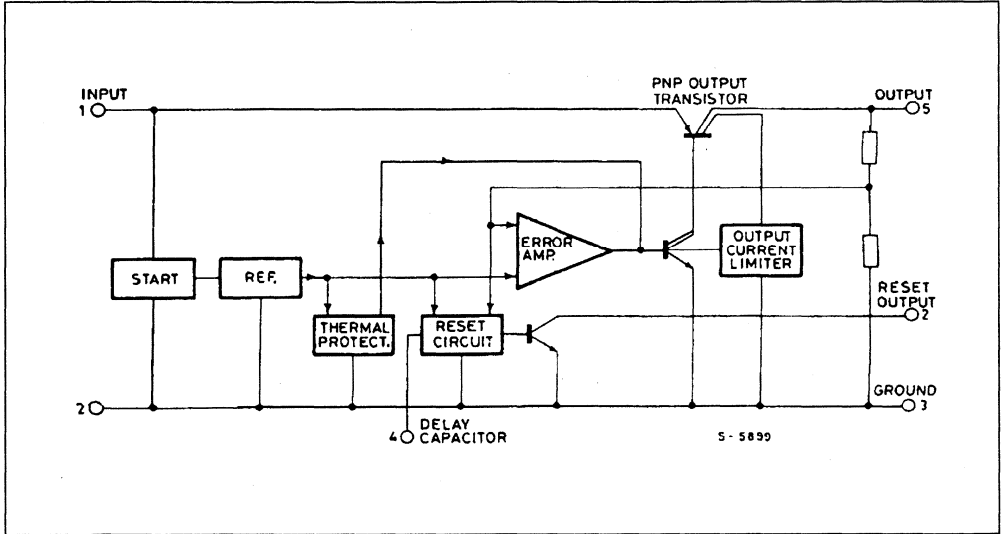 PNP OUTPUT
TRANSISTOR
INPUT
1
OUTPUT
5
ERROR
AMP.
OUTPUT
CURRENT
LIMITER
START
REF.
RESET
OUTPUT
2
THERMAL
PROTECT.
RESET
CIRCUIT
GROUND
2
3
4
DELAY
CAPACITOR
S-5899